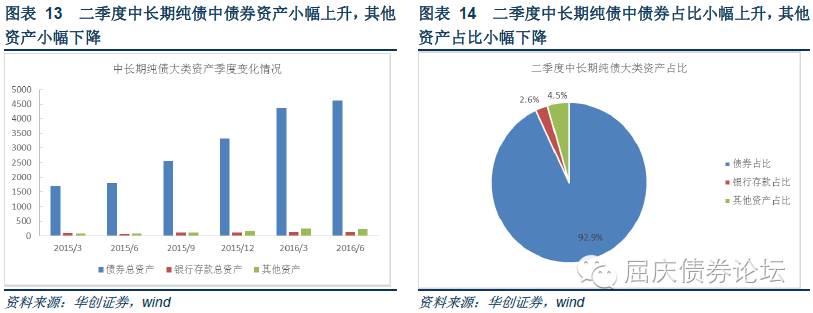 图表 13 二季度中长期纯债中债券资产小幅上升，其他
资产小幅下降
中长期纯债大类资产季度变化情况
5000
4500
4000
3500
3000
2500
2000
1500
1000
500
0
2015/3 2015/6 2015/9 2015/12 2016/3 2016/6
债券总资产 银行存款总资产 其他资产
资料来源：华创证券，wind
图表 14 二季度中长期纯债中债券占比小幅上升，其他
资产占比小幅下降
二季度中长期纯债大类资产占比
2.6% 4.5%
92.9%
债券占比
银行存款占比
其他资产占比
屈庆债券论坛
资料来源：华创证券，wind